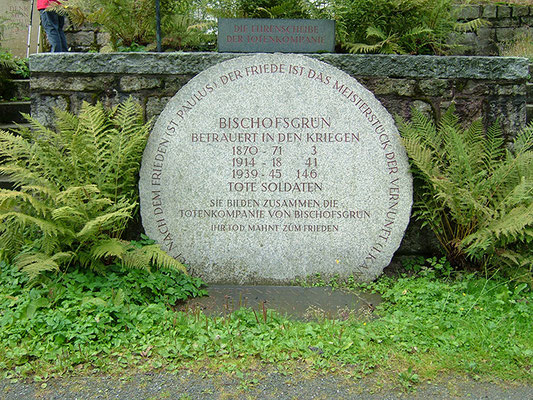 DIE EHRENSCHEIBE
DER TOTENKOMPANIE
NACH DEM FRIEDEN (ST. PAULUS) · DER FRIEDE IST DAS MEISTERSTÜCK DER VERNUNFT (I.K.
BISCHOFSGRÜN
BETRAUERT IN DEN KRIEGEN
1870 - 71 3
1914 - 18 41
1939 - 45 146
TOTE SOLDATEN
SIE BILDEN ZUSAMMEN DIE
TOTENKOMPANIE VON BISCHOFSGRÜN
IHR TOD MAHNT ZUM FRIEDEN